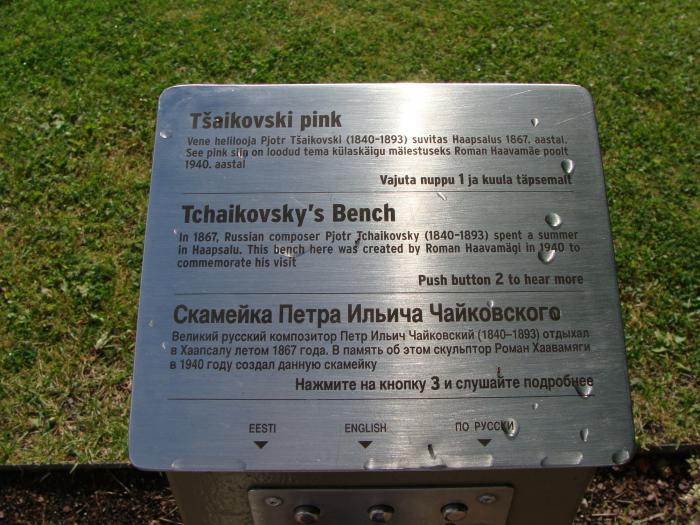 Tšaikovski pink
Vene helilooja Pjotr Tšaikovski (1840-1893) suvitas Haapsalus 1867. aastal.
See pink siin on loodud tema külaskäigu mälestuseks Roman Haavamäe poolt
1940. aastal
Vajuta nuppu 1 ja kuula täpsemalt
Tchaikovsky's Bench
In 1867, Russian composer Pjotr Tchaikovsky (1840-1893) spent a summer
in Haapsalu. This bench here was created by Roman Haavamägi in 1940 to
commemorate his visit
Push button 2 to hear more
Скамейка Петра Ильича Чайковского
Великий русский композитор Петр Ильич Чайковский (1840–1893) отдыхал
в Хаапсалу летом 1867 года. В память об этом скульптор Роман Хаавамяги
в 1940 году создал данную скамейку
Нажмите на кнопку 3 и слушайте подробнее
EESTI ENGLISH ПО РУССКИ